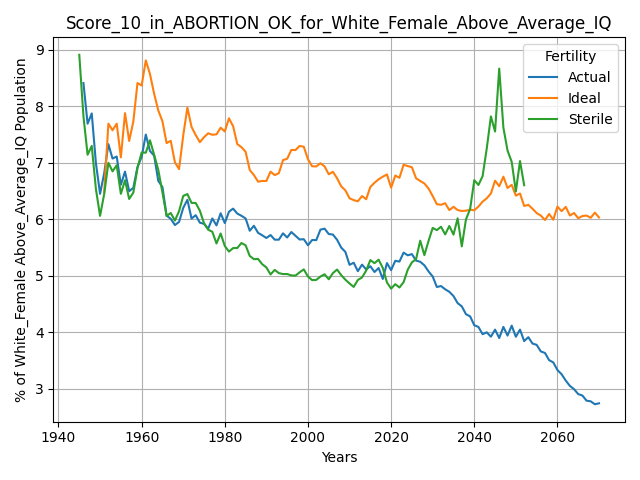 Score_10_in_ABORTION_OK_for_White_Female_Above_Average_IQ
% of White_Female Above_Average_IQ Population
9
8
7
6
5
4
3
Fertility
Actual
Ideal
Sterile
1940
1960
1980
2000
2020
2040
2060
Years